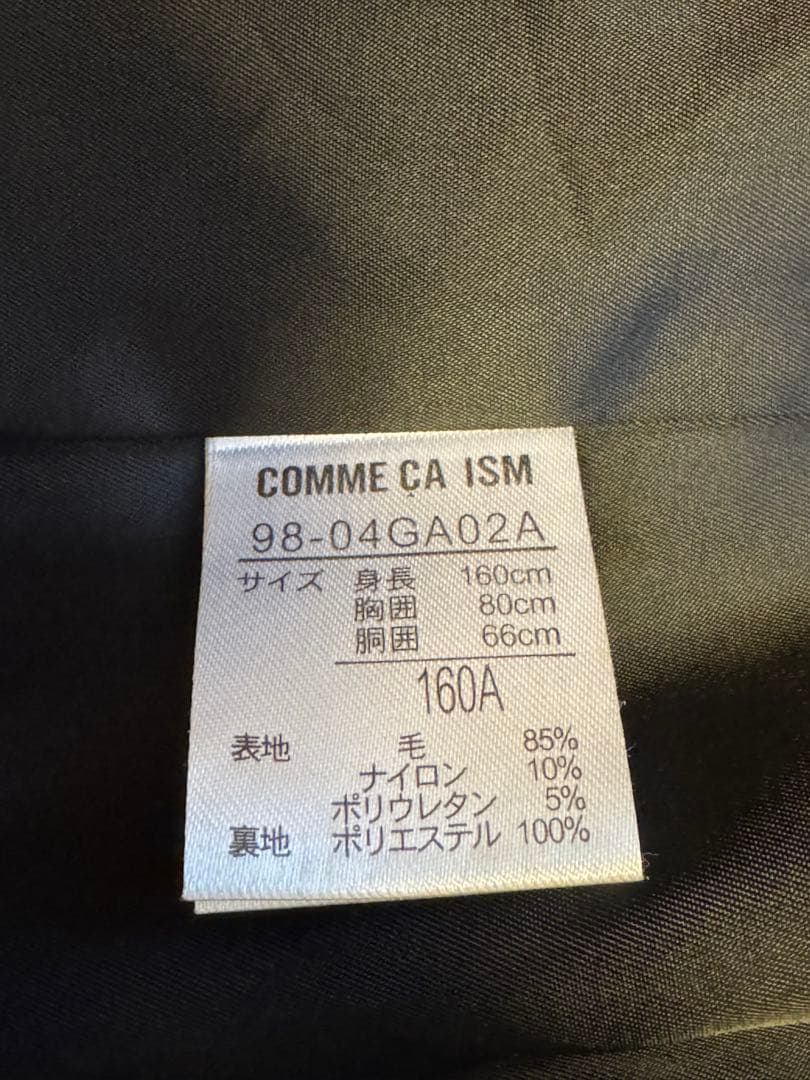 COMME ÇA ISM
98-04GA02A
サイズ 身長 160cm
胸囲 80cm
胴囲 66cm
160A
表地 毛 85%
ナイロン 10%
ポリウレタン 5%
裏地 ポリエステル 100%